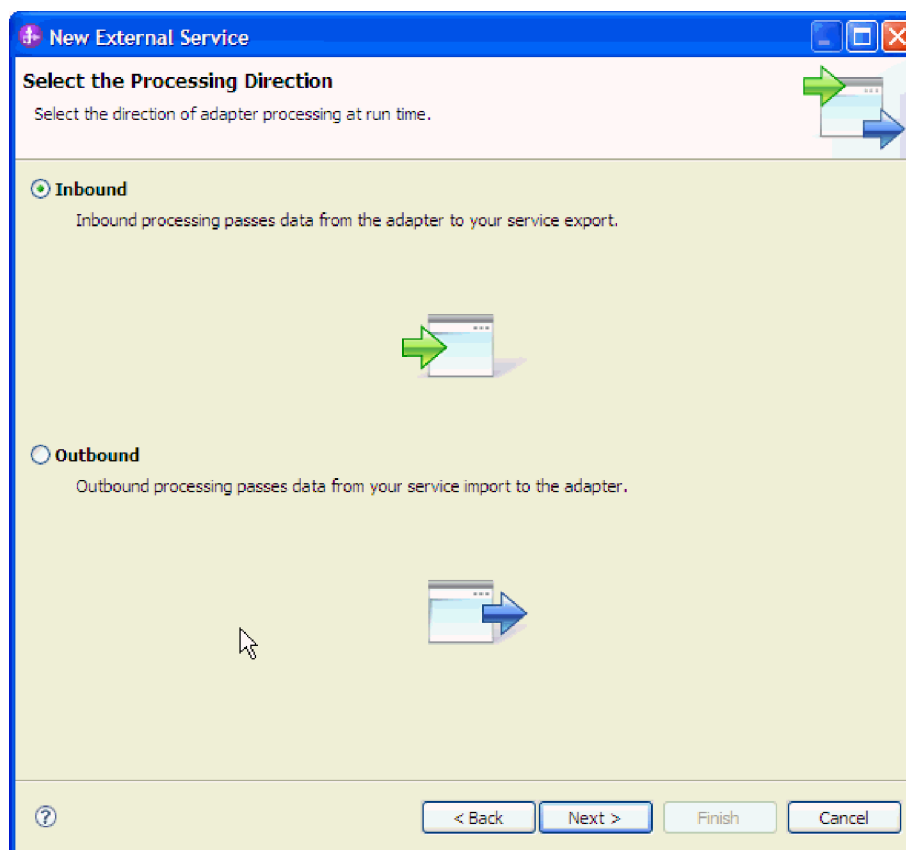 New External Service
Select the Processing Direction
Select the direction of adapter processing at run time.
Inbound
Inbound processing passes data from the adapter to your service export.
Outbound
Outbound processing passes data from your service import to the adapter.
?
< Back Next > Finish Cancel